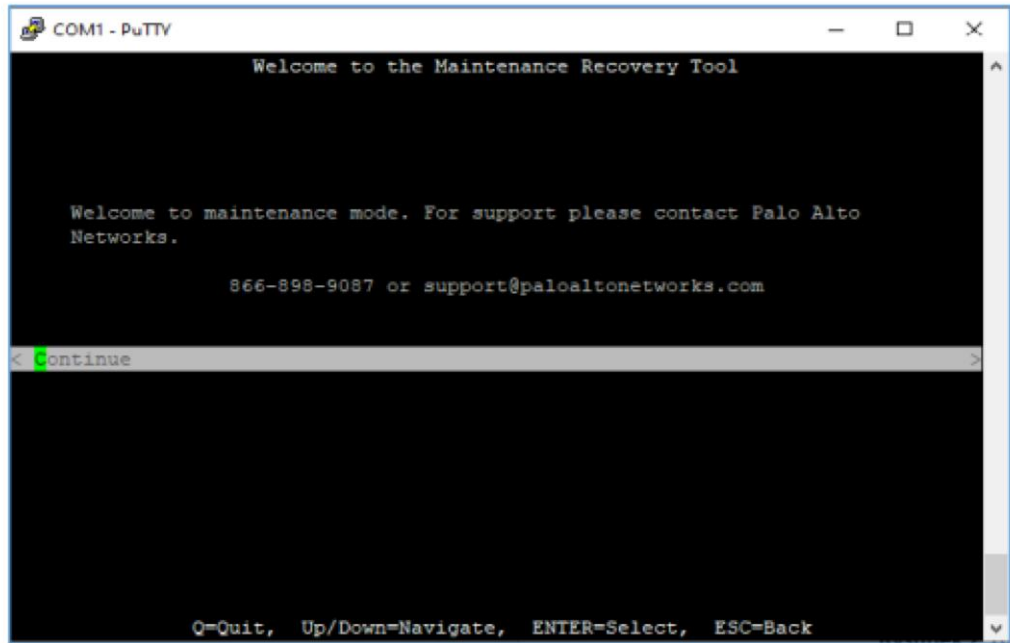 COM1 - PuTTY
Welcome to the Maintenance Recovery Tool
Welcome to maintenance mode. For support please contact Palo Alto
Networks.
866-898-9087 or support@paloaltonetworks.com
< Continue >
Q=Quit, Up/Down=Navigate, ENTER=Select, ESC=Back